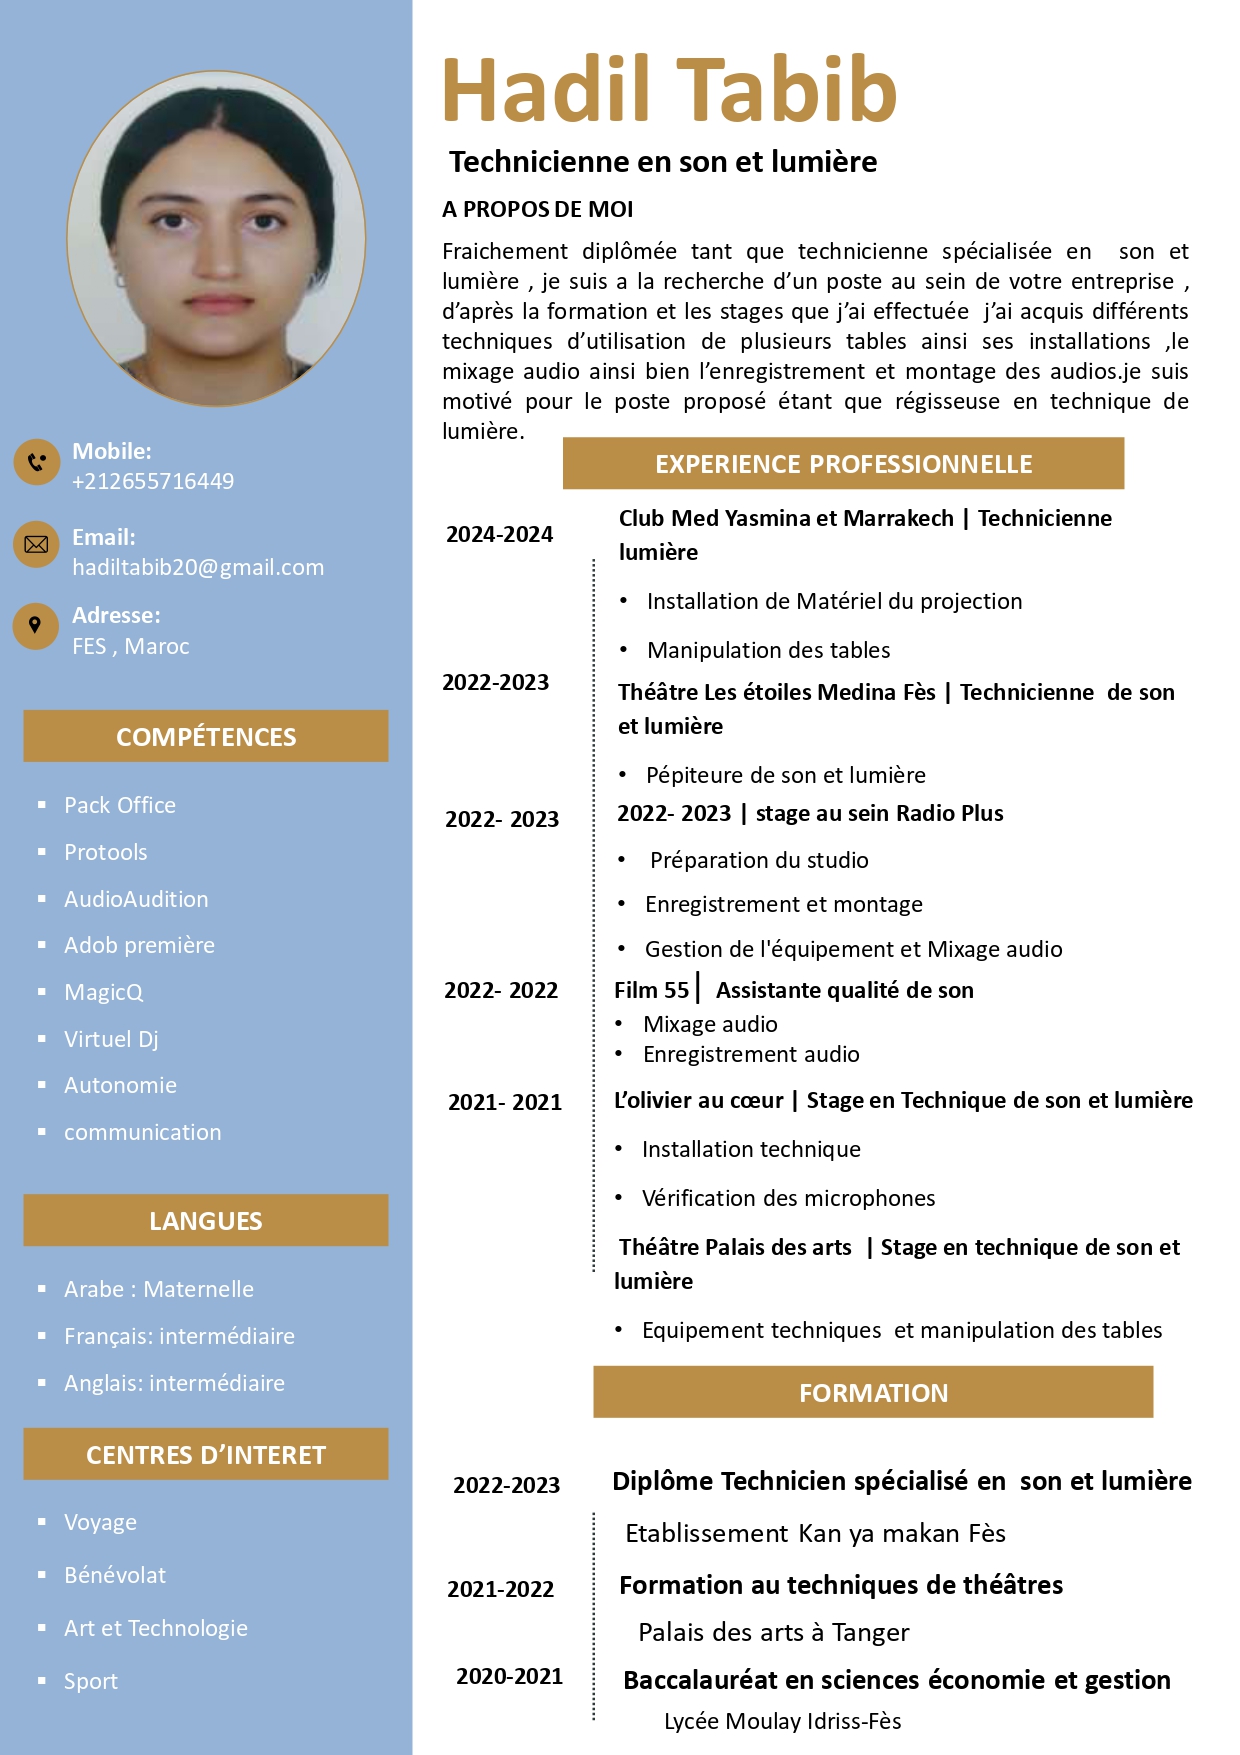 Hadil Tabib
Technicienne en son et lumière
A PROPOS DE MOI
Fraichement diplômée tant que technicienne spécialisée en son et
lumière , je suis a la recherche d’un poste au sein de votre entreprise ,
d’après la formation et les stages que j’ai effectuée j’ai acquis différents
techniques d’utilisation de plusieurs tables ainsi ses installations ,le
mixage audio ainsi bien l’enregistrement et montage des audios.je suis
motivé pour le poste proposé étant que régisseuse en technique de
lumière.
Mobile:
+212655716449
Email:
hadiltabib20@gmail.com
Adresse:
FES , Maroc
COMPÉTENCES
▪ Pack Office
▪ Protools
▪ AudioAudition
▪ Adob première
▪ MagicQ
▪ Virtuel Dj
▪ Autonomie
▪ communication
LANGUES
▪ Arabe : Maternelle
▪ Français: intermédiaire
▪ Anglais: intermédiaire
CENTRES D’INTERET
▪ Voyage
▪ Bénévolat
▪ Art et Technologie
▪ Sport
EXPERIENCE PROFESSIONNELLE
2024-2024
Club Med Yasmina et Marrakech | Technicienne
lumière
• Installation de Matériel du projection
• Manipulation des tables
2022-2023
Théâtre Les étoiles Medina Fès | Technicienne de son
et lumière
• Pépiteure de son et lumière
2022- 2023
2022- 2023 | stage au sein Radio Plus
• Préparation du studio
• Enregistrement et montage
• Gestion de l'équipement et Mixage audio
2022- 2022
Film 55| Assistante qualité de son
• Mixage audio
• Enregistrement audio
2021- 2021
L’olivier au cœur | Stage en Technique de son et lumière
• Installation technique
• Vérification des microphones
Théâtre Palais des arts | Stage en technique de son et
lumière
• Equipement techniques et manipulation des tables
FORMATION
2022-2023
Diplôme Technicien spécialisé en son et lumière
Etablissement Kan ya makan Fès
2021-2022
Formation au techniques de théâtres
Palais des arts à Tanger
2020-2021
Baccalauréat en sciences économie et gestion
Lycée Moulay Idriss-Fès